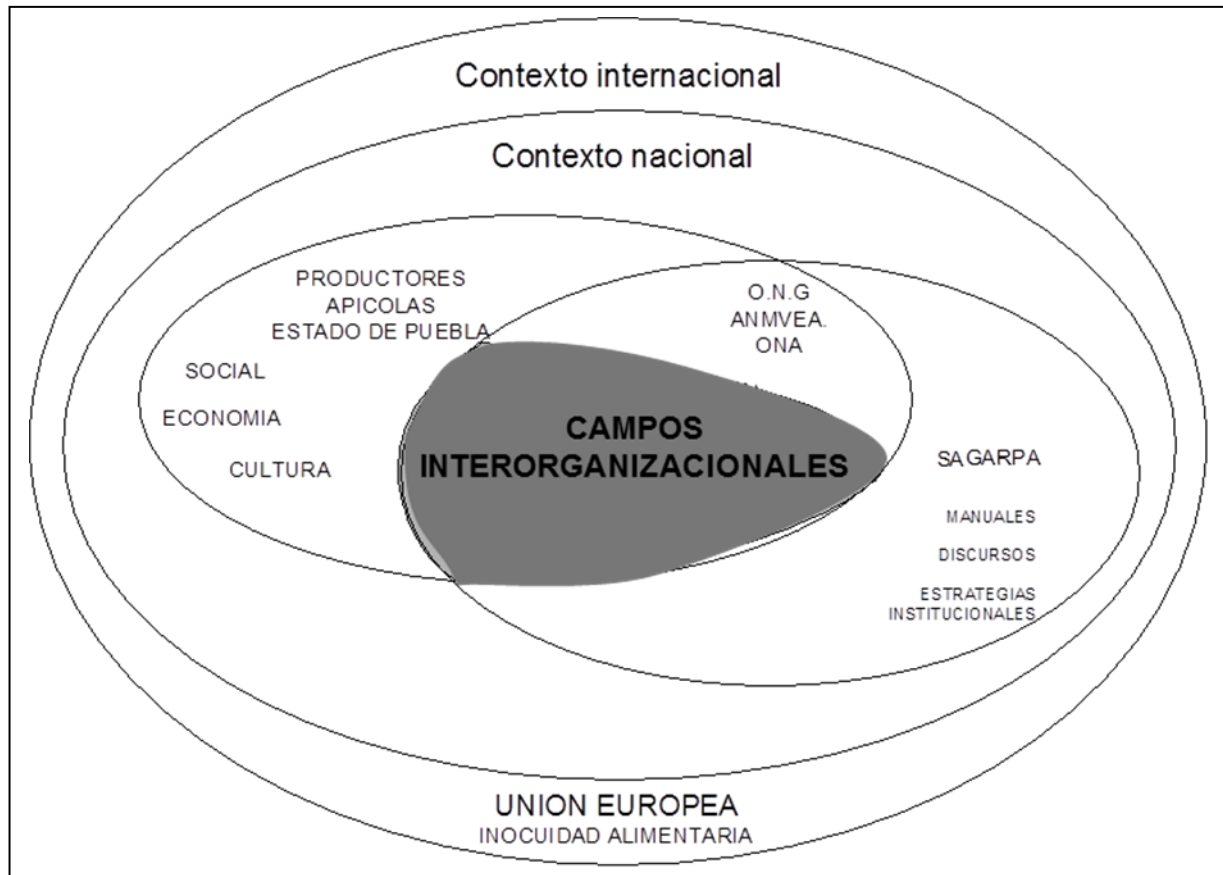 Contexto internacional
Contexto nacional
PRODUCTORES
APICOLAS
ESTADO DE PUEBLA
SOCIAL
ECONOMIA
CULTURA
O.N.G
ANMVEA.
ONA
CAMPOS
INTERORGANIZACIONALES
SAGARPA
MANUALES
DISCURSOS
ESTRATEGIAS
INSTITUCIONALES
UNION EUROPEA
INOCUIDAD ALIMENTARIA